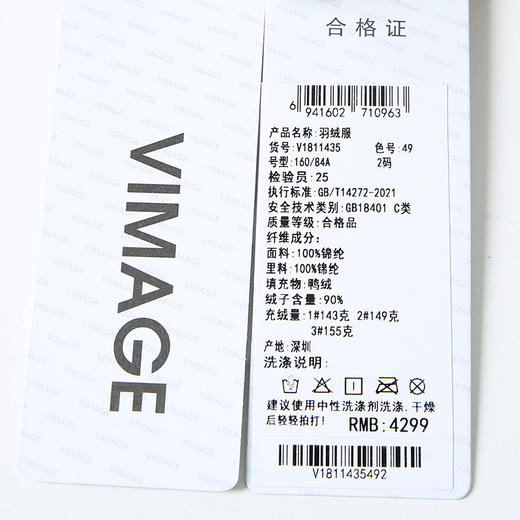 VIMAGE
合格证
6 941602 710963
产品名称:羽绒服
货号:V1811435 色号:49
号型:160/84A 2码
检验员:25
执行标准:GB/T14272-2021
安全技术类别:GB18401 C类
质量等级:合格品
纤维成分:
面料:100%锦纶
里料:100%锦纶
填充物:鸭绒
绒子含量:90%
充绒量:1#143克 2#149克
3#155克
产地:深圳
洗涤说明:
建议使用中性洗涤剂洗涤,干燥
后轻轻拍打!
RMB:4299
V1811435492